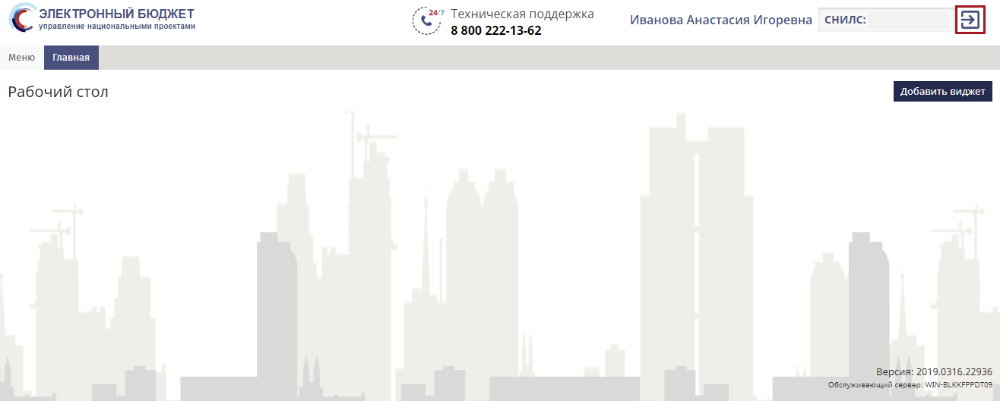 ЭЛЕКТРОННЫЙ БЮДЖЕТ
управление национальными проектами
24/7
Техническая поддержка
8 800 222-13-62
Иванова Анастасия Игоревна
СНИЛС:
Меню
Главная
Рабочий стол
Добавить виджет
Версия: 2019.0316.22936
Обслуживающий сервер: WIN-BLKKFPPDT09